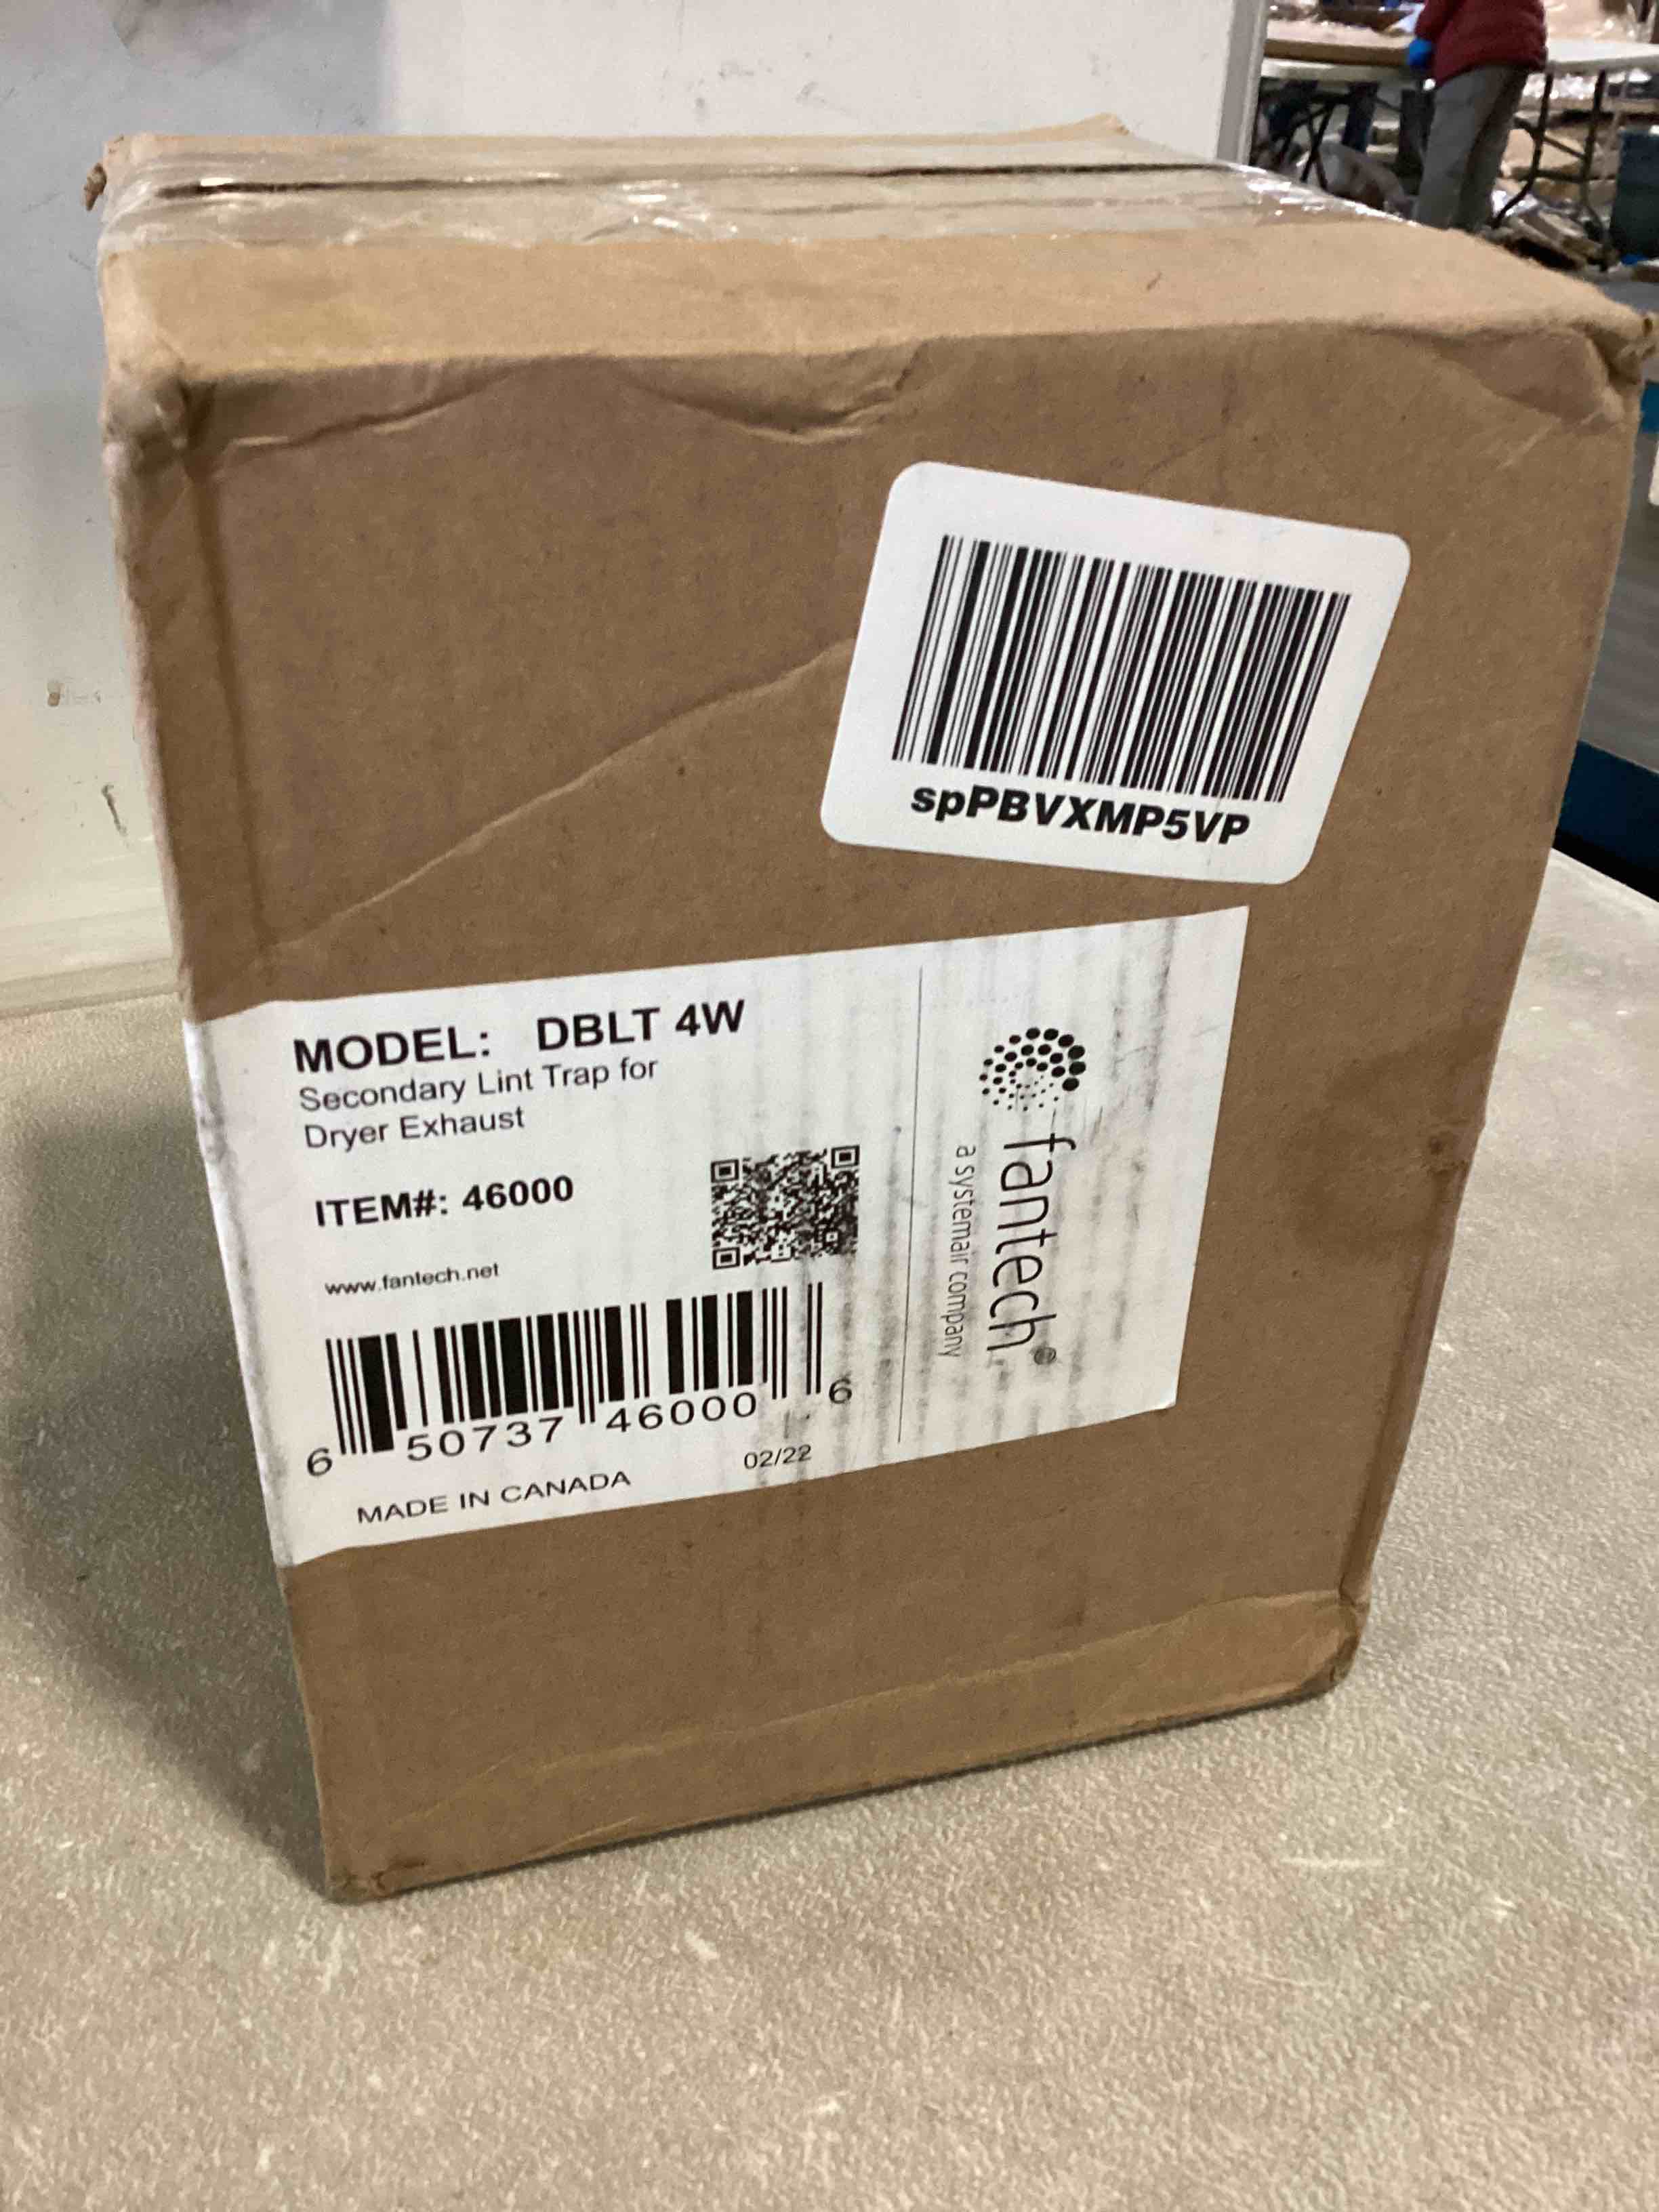 spPBVXMP5VP
MODEL: DBLT 4W
Secondary Lint Trap for
Dryer Exhaust
ITEM#: 46000
www.fantech.net
6 50737 46000 6
MADE IN CANADA 02/22
fantech®
a systemair company